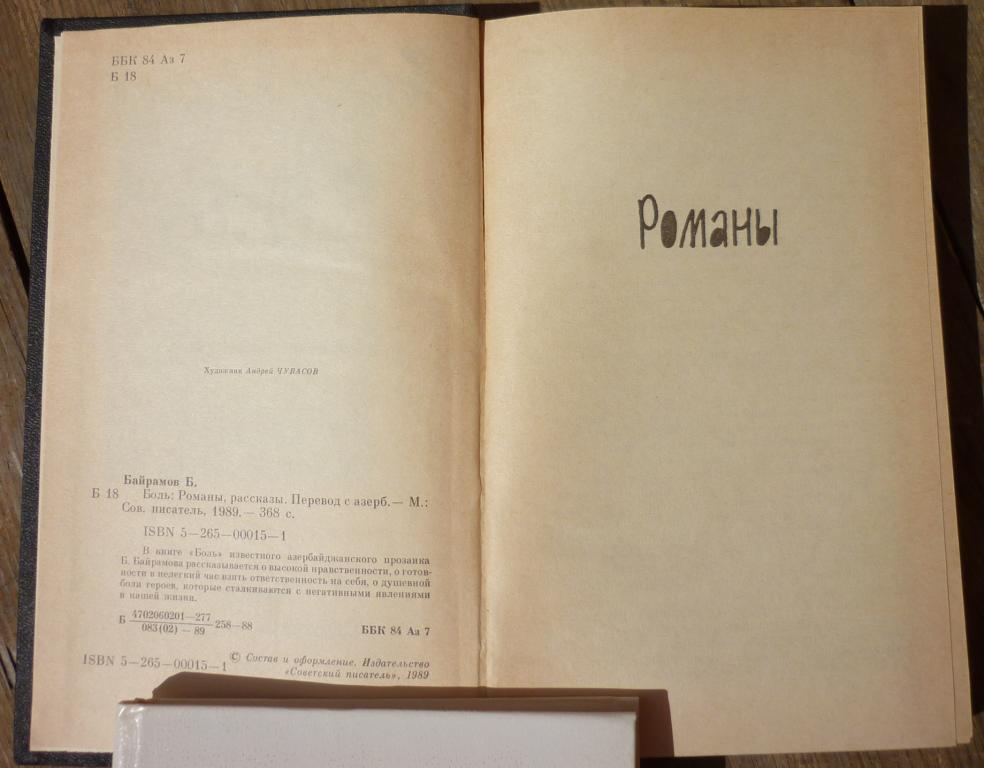 ББК 84 Аз 7
Б 18
Художник Андрей ЧУВАСОВ
Байрамов Б.
Б 18 Боль: Романы, рассказы. Перевод с азерб.— М.:
Сов. писатель, 1989.— 368 с.
ISBN 5—265—00015—1
В книге «Боль» известного азербайджанского прозаика
Б. Байрамова рассказывается о высокой нравственности, о готов-
ности в нелегкий час взять ответственность на себя, о душевной
боли героев, которые сталкиваются с негативными явлениями
в нашей жизни.
Б 4702060201—277
083(02) — 89 258—88
ББК 84 Аз 7
ISBN 5—265—00015—1
© Состав и оформление. Издательство
«Советский писатель», 1989
Романы